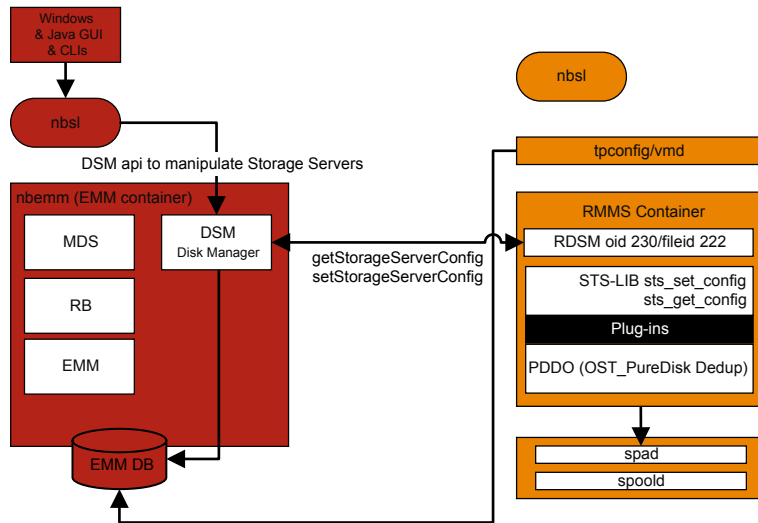 Windows
& Java GUI
& CLIs
nbsl
DSM api to manipulate Storage Servers
nbemm (EMM container)
MDS
RB
EMM
DSM
Disk Manager
EMM DB
getStorageServerConfig
setStorageServerConfig
nbsl
tpconfig/vmd
RMMS Container
RDSM oid 230/fileid 222
STS-LIB sts_set_config
sts_get_config
Plug-ins
PDDO (OST_PureDisk Dedup)
spad
spoold